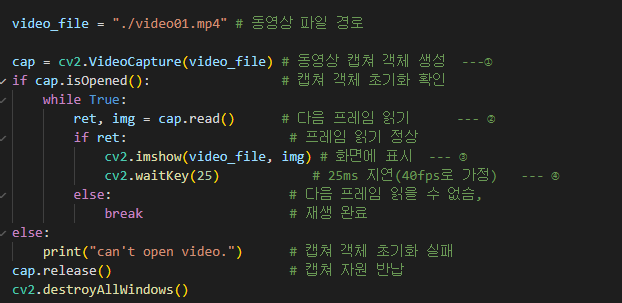 video_file = "./video01.mp4" # 동영상 파일 경로
cap = cv2.VideoCapture(video_file) # 동영상 캡쳐 객체 생성  ---①
if cap.isOpened():                 # 캡쳐 객체 초기화 확인
    while True:
        ret, img = cap.read()      # 다음 프레임 읽기      --- ②
        if ret:                     # 프레임 읽기 정상
            cv2.imshow(video_file, img) # 화면에 표시  --- ③
            cv2.waitKey(25)            # 25ms 지연(40fps로 가정)   --- ④
        else:                       # 다음 프레임 읽을 수 없슴,
            break                   # 재생 완료
else:
    print("can't open video.")      # 캡쳐 객체 초기화 실패
cap.release()                       # 캡쳐 자원 반납
cv2.destroyAllWindows()